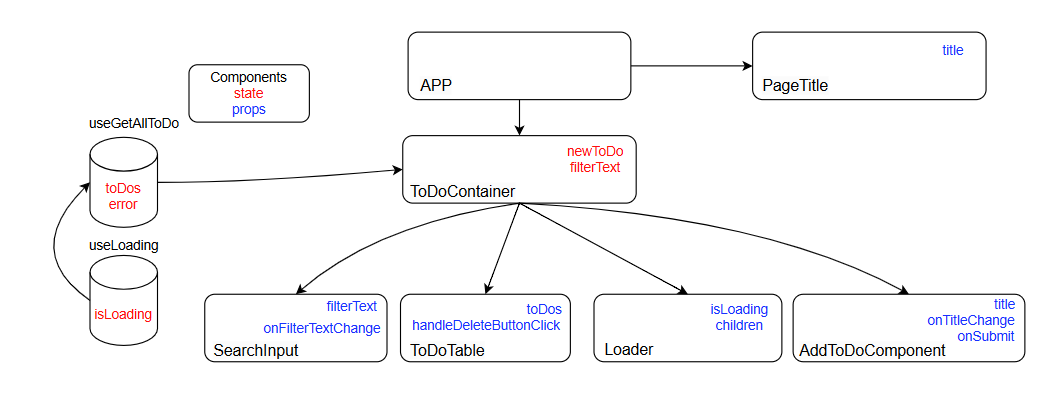 title
APP
PageTitle
Components
state
props
useGetAllToDo
toDos
error
newToDo
filterText
ToDoContainer
useLoading
isLoading
filterText
onFilterTextChange
SearchInput
toDos
handleDeleteButtonClick
ToDoTable
isLoading
children
Loader
title
onTitleChange
onSubmit
AddToDoComponent